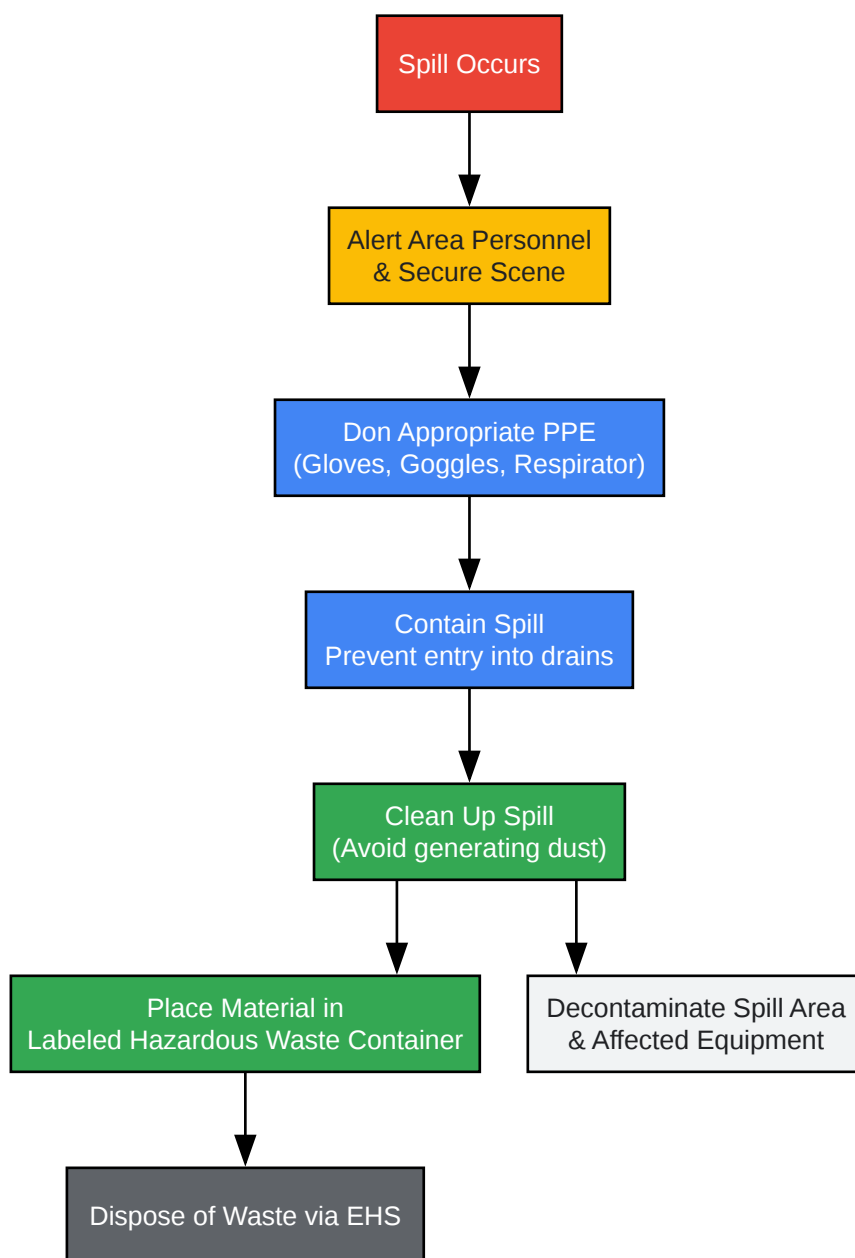 Spill Occurs
Alert Area Personnel
& Secure Scene
Don Appropriate PPE
(Gloves, Goggles, Respirator)
Contain Spill
Prevent entry into drains
Clean Up Spill
(Avoid generating dust)
Place Material in
Labeled Hazardous Waste Container
Decontaminate Spill Area
& Affected Equipment
Dispose of Waste via EHS